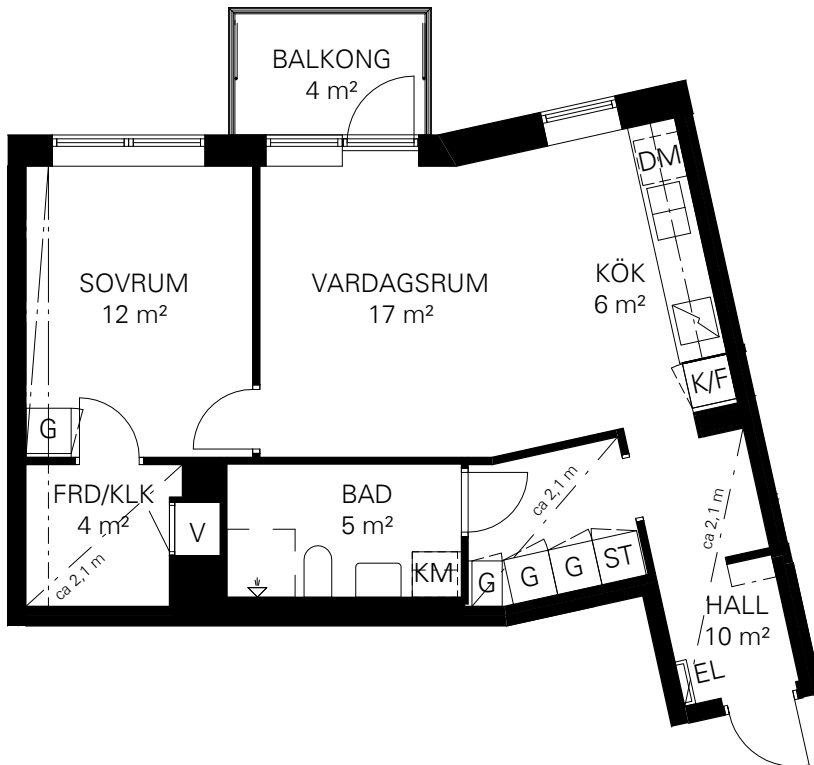 BALKONG
4 m²
DM
SOVRUM
12 m²
VARDAGSRUM
17 m²
KÖK
6 m²
K/F
G
FRD/KLK
4 m²
ca 2,1 m
V
BAD
5 m²
KM
ca 2,1 m
G
G
G
ST
ca 2,1 m
HALL
10 m²
EL